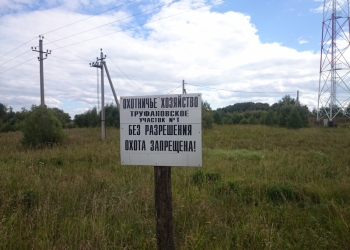 ОХОТНИЧЬЕ ХОЗЯЙСТВО
ТРУФАНОВСКОЕ
УЧАСТОК №1
БЕЗ РАЗРЕШЕНИЯ
ОХОТА ЗАПРЕЩЕНА!